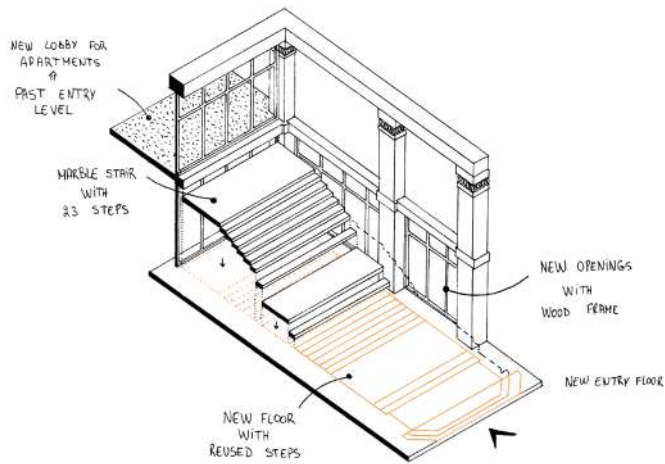 NEW LOBBY FOR
APARTMENTS
⇑
PAST ENTRY
LEVEL
MARBLE STAIR
WITH
23 STEPS
NEW OPENINGS
WITH
WOOD FRAME
NEW ENTRY FLOOR
NEW FLOOR
WITH
REUSED STEPS